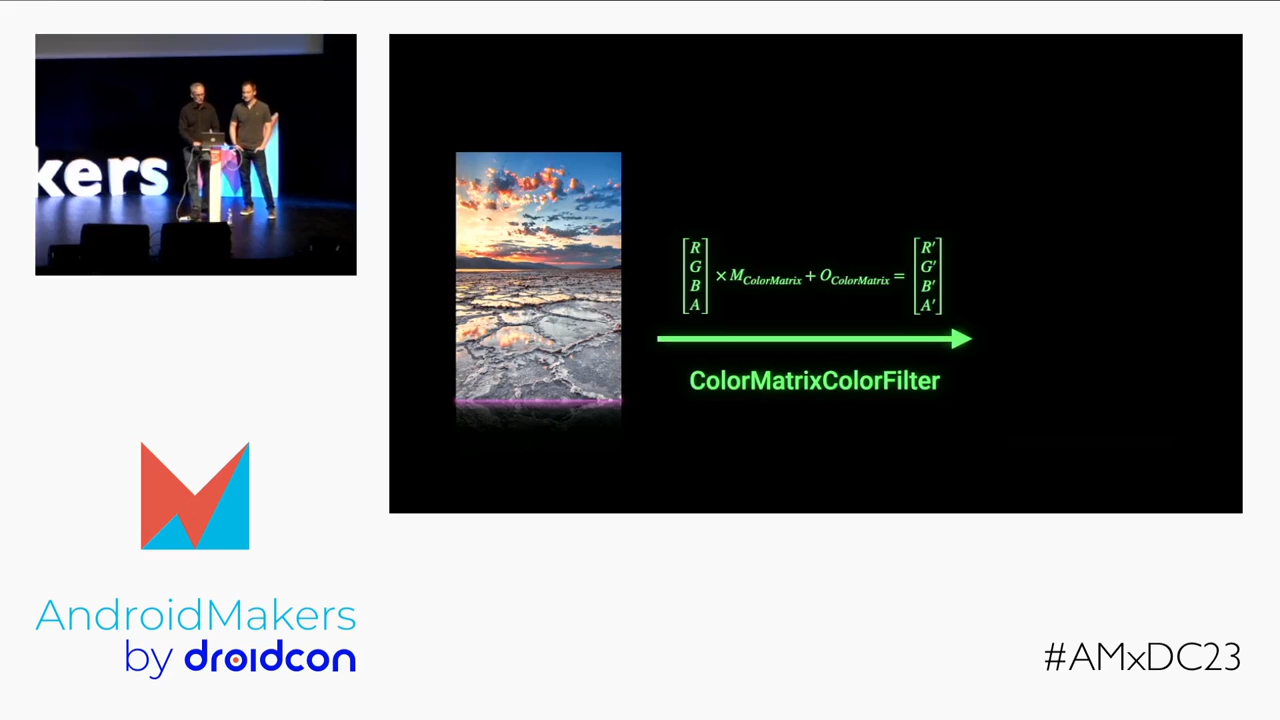 kers
[R G B A] × M_ColorMatrix + O_ColorMatrix = [R′ G′ B′ A′]
ColorMatrixColorFilter
AndroidMakers
by droidcon
#AMxDC23